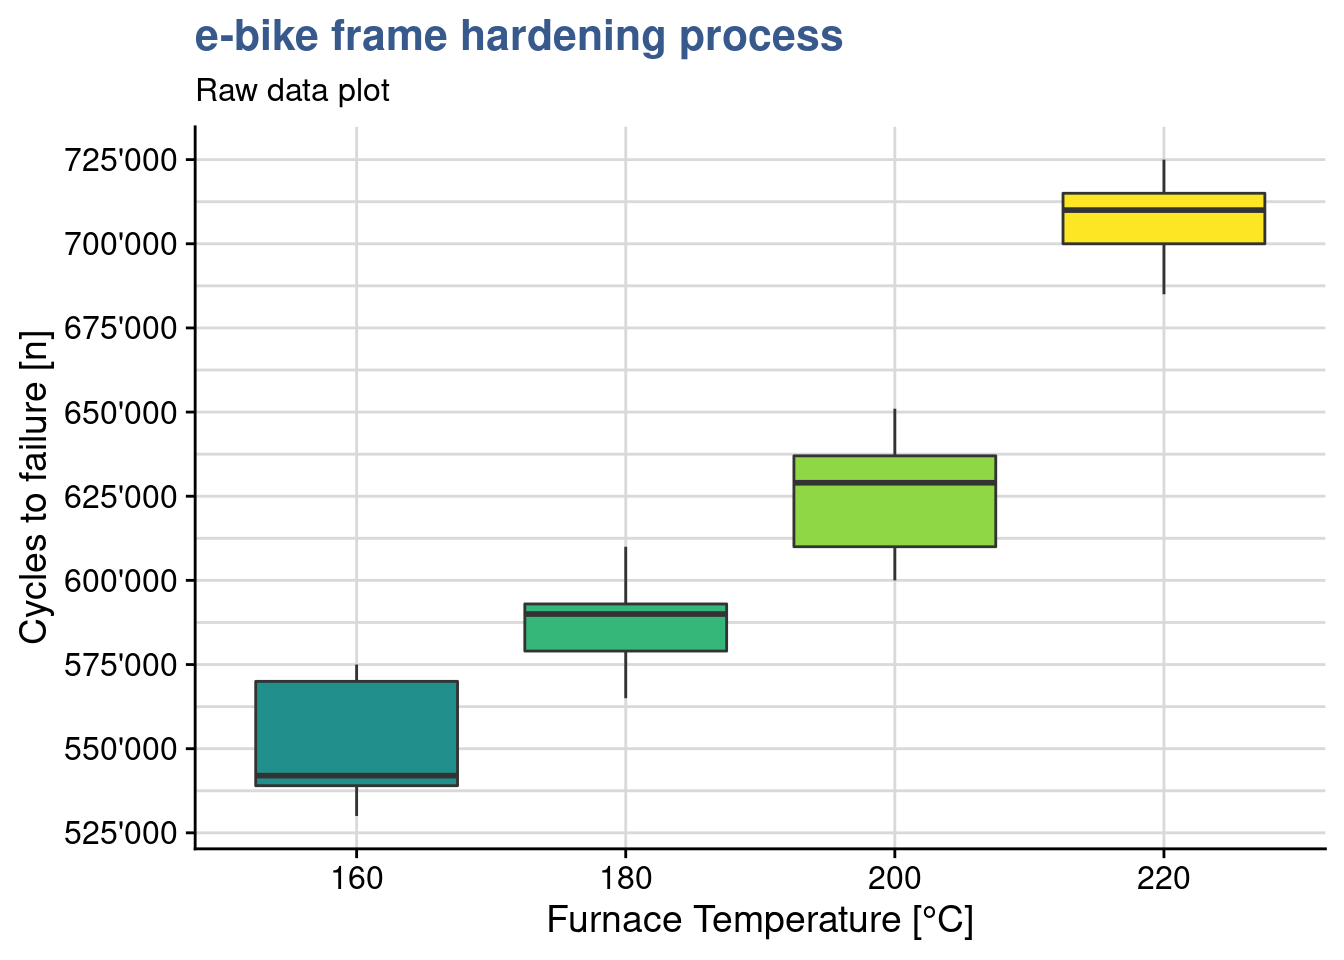 e-bike frame hardening process
Raw data plot
Cycles to failure [n]
725'000
700'000
675'000
650'000
625'000
600'000
575'000
550'000
525'000
160 180 200 220
Furnace Temperature [°C]